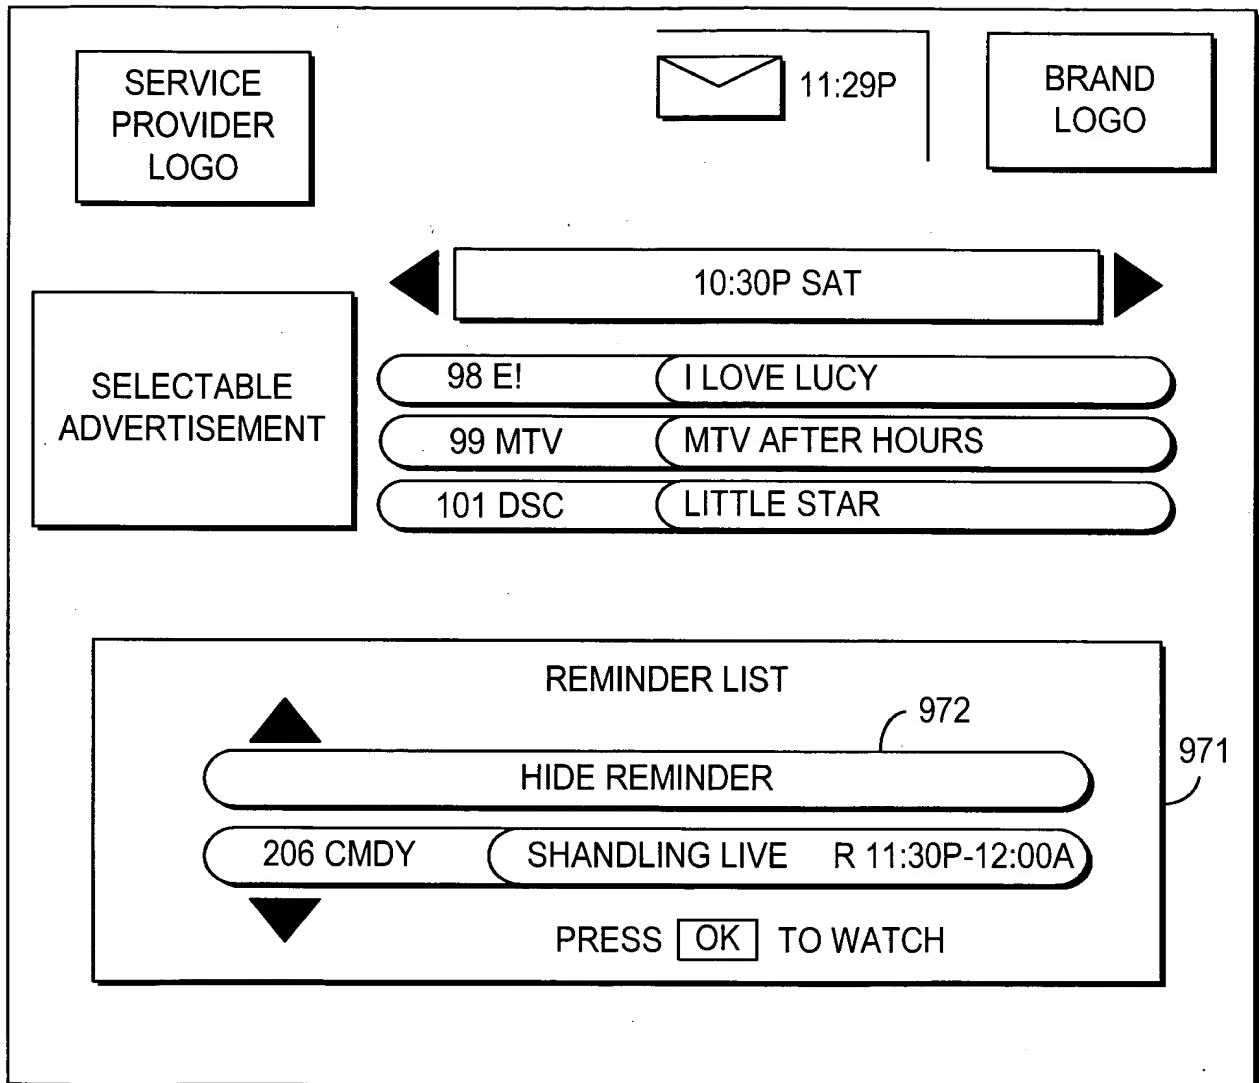 SERVICE
PROVIDER
LOGO
11:29P
BRAND
LOGO
10:30P SAT
SELECTABLE
ADVERTISEMENT
98 E! I LOVE LUCY
99 MTV MTV AFTER HOURS
101 DSC LITTLE STAR
REMINDER LIST
972
971
HIDE REMINDER
206 CMDY SHANDLING LIVE R 11:30P-12:00A
PRESS OK TO WATCH